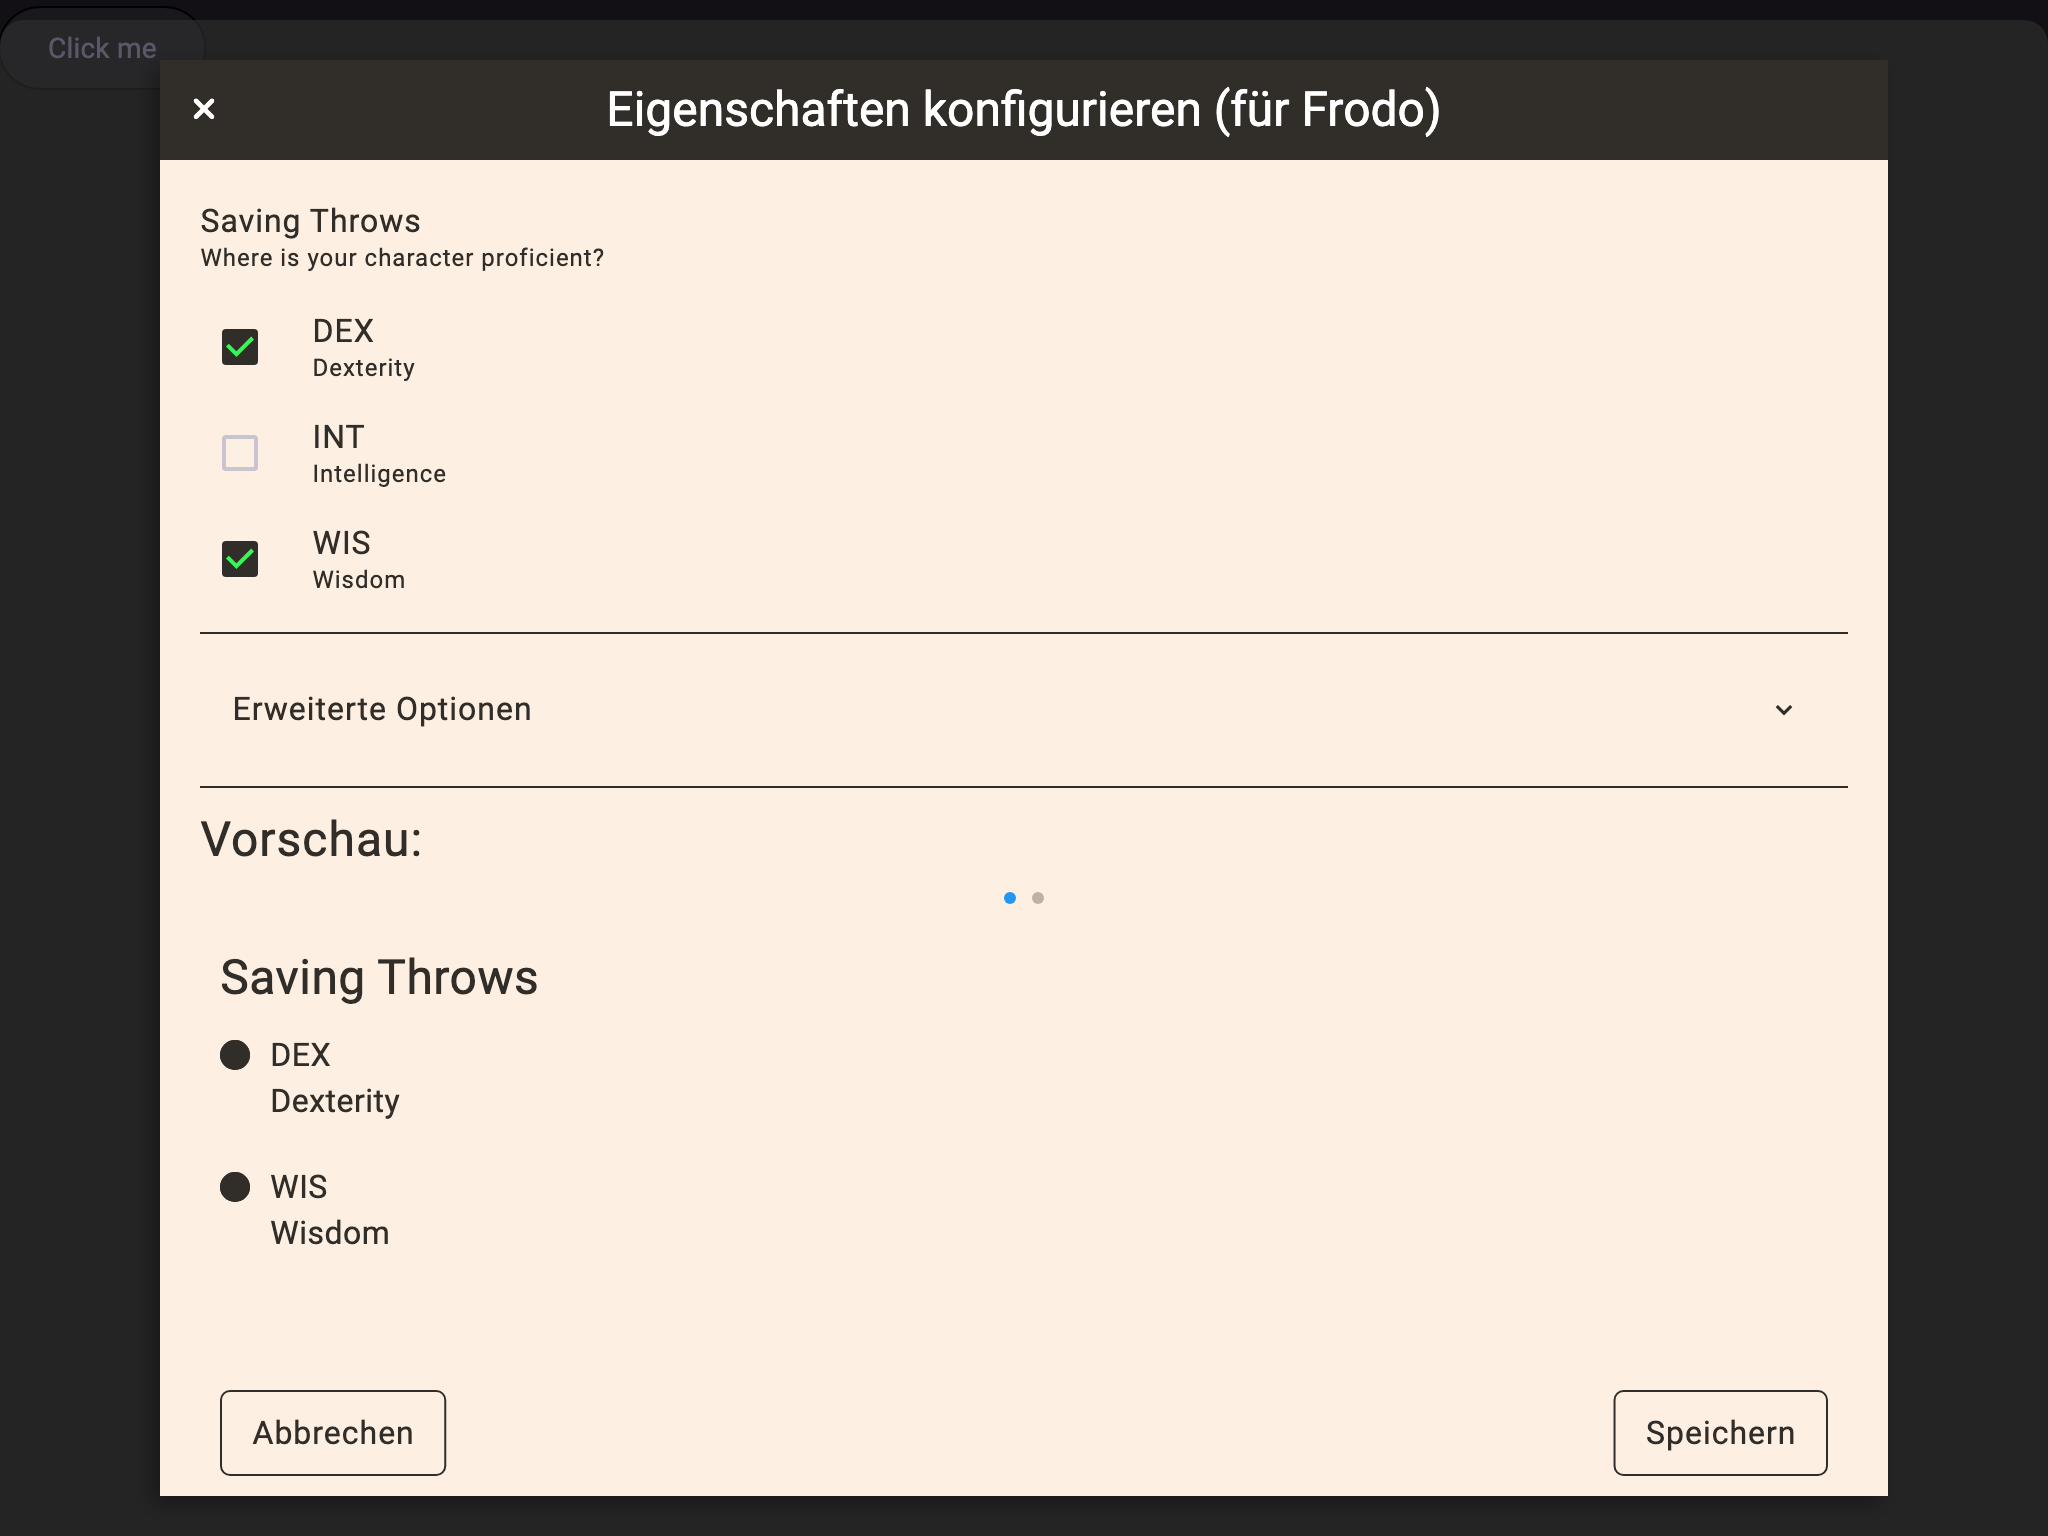 Click me
Eigenschaften konfigurieren (für Frodo)
Saving Throws
Where is your character proficient?
DEX
Dexterity
INT
Intelligence
WIS
Wisdom
Erweiterte Optionen
Vorschau:
Saving Throws
DEX
Dexterity
WIS
Wisdom
Abbrechen
Speichern